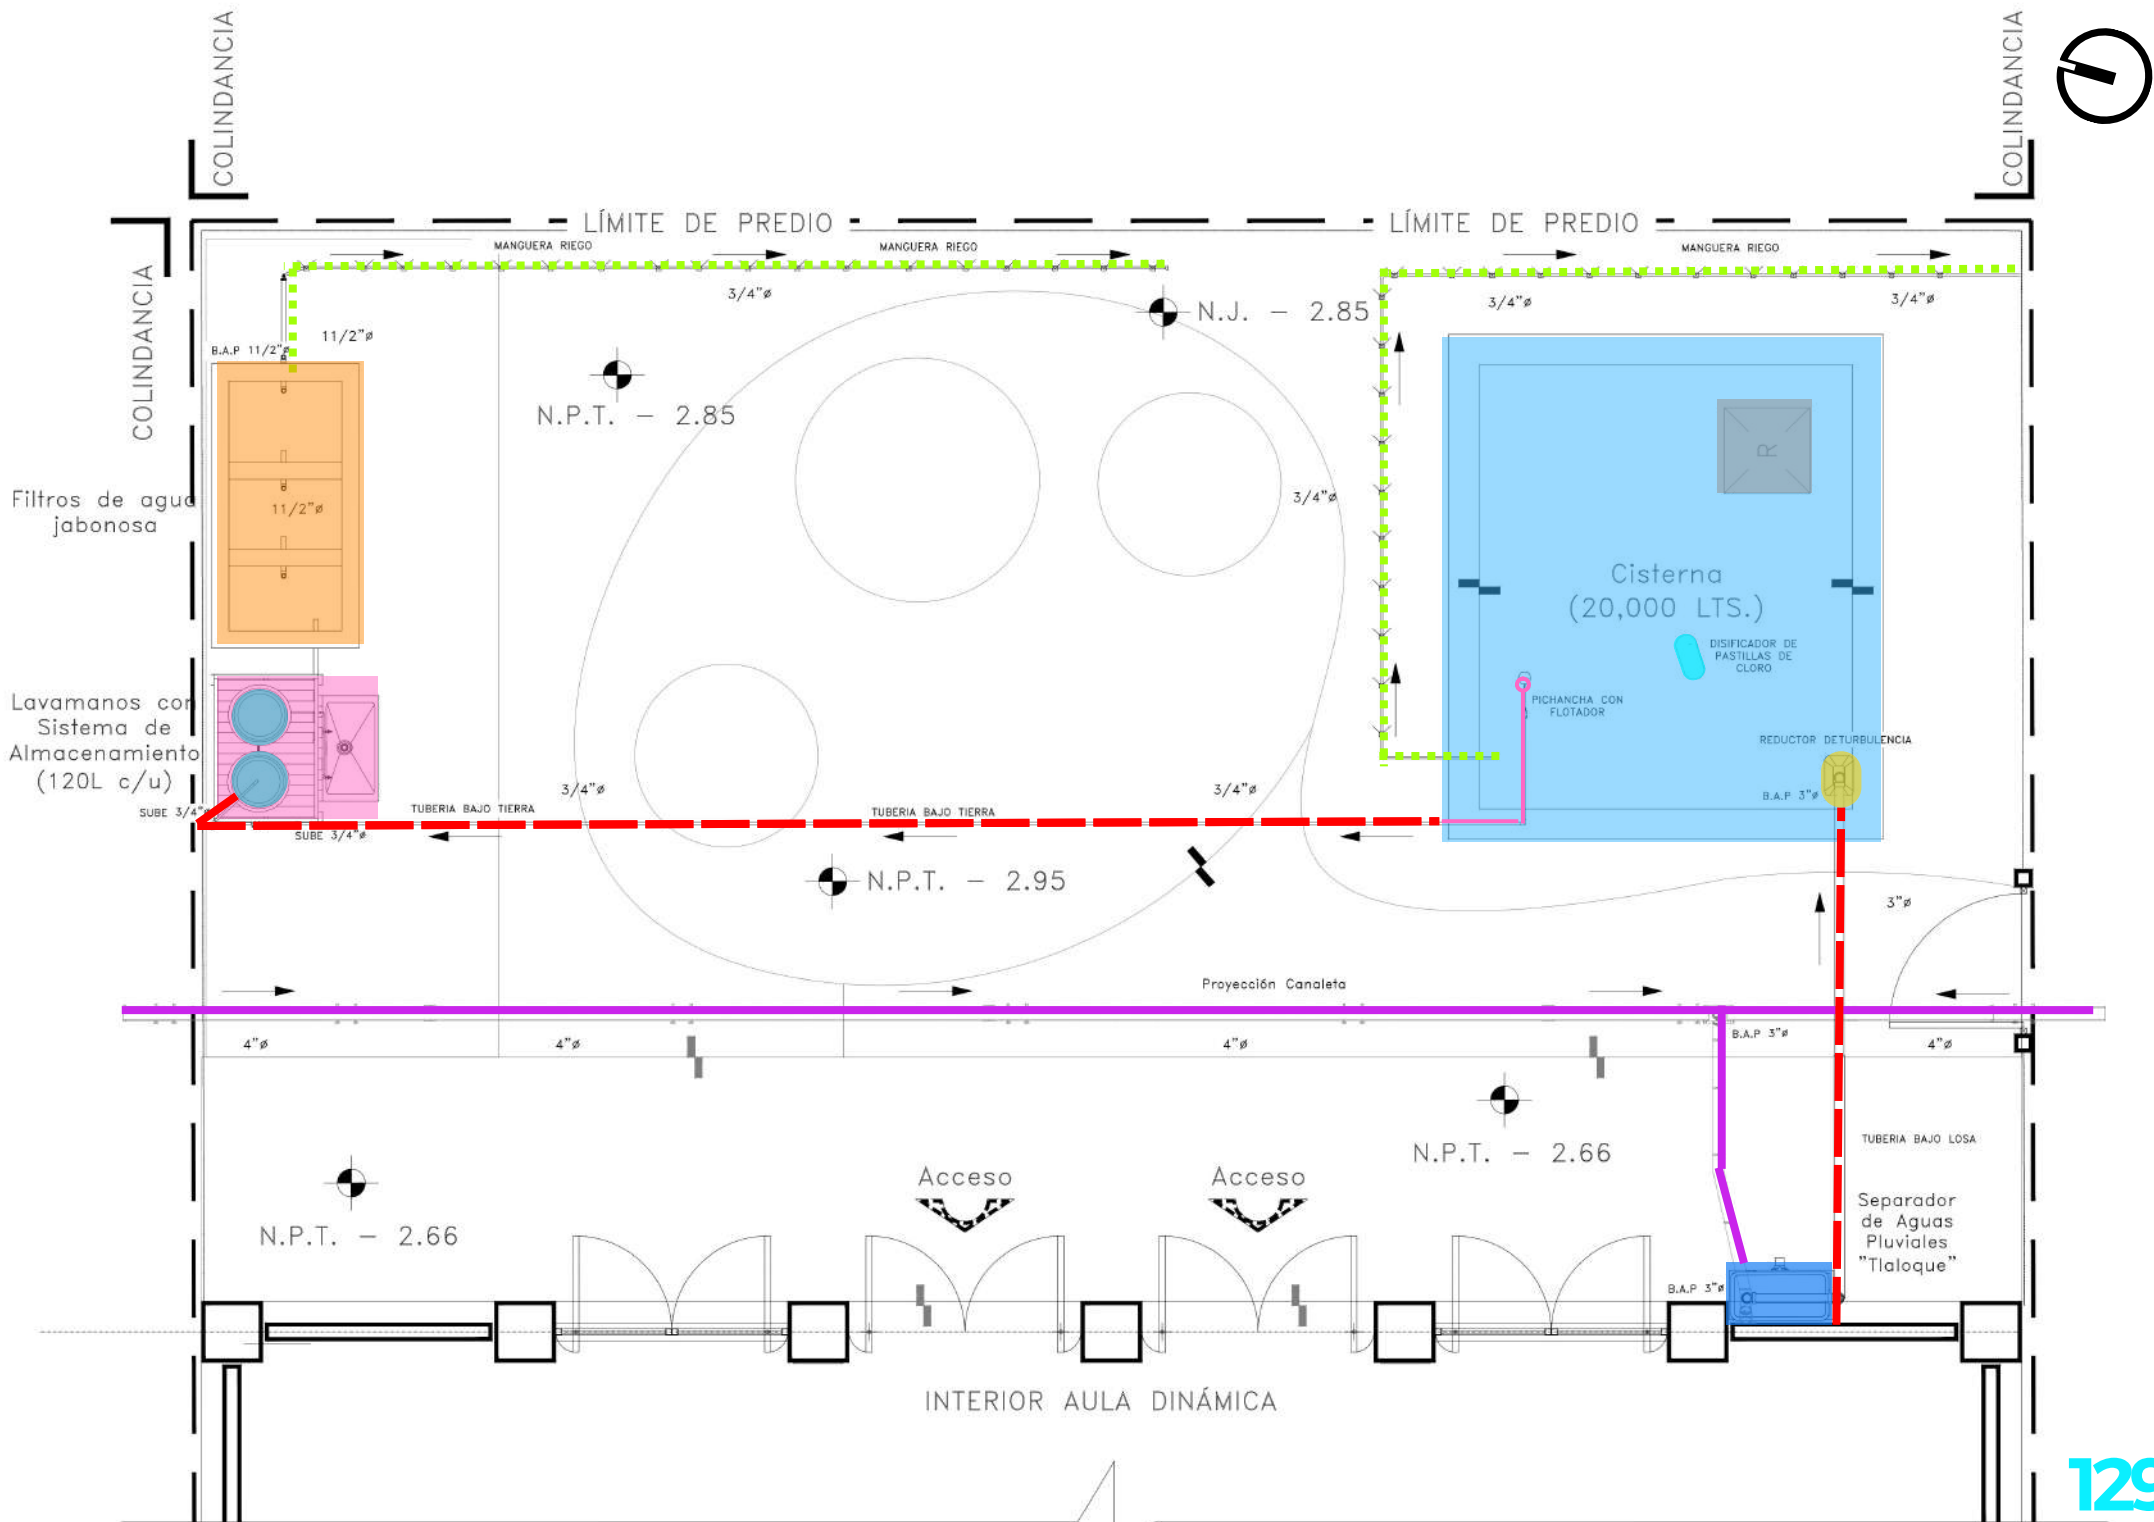 COLINDANCIA
COLINDANCIA
COLINDANCIA
LÍMITE DE PREDIO
LÍMITE DE PREDIO
MANGUERA RIEGO
MANGUERA RIEGO
MANGUERA RIEGO
3/4"ø
3/4"ø
3/4"ø
N.J. - 2.85
11/2"ø
B.A.P 11/2"ø
N.P.T. - 2.85
R
Filtros de agua
jabonosa
11/2"ø
3/4"ø
Cisterna
(20,000 LTS.)
DISIFICADOR DE
PASTILLAS DE
CLORO
PICHANCHA CON
FLOTADOR
REDUCTOR DETURBULENCIA
B.A.P 3"ø
Lavamanos con
Sistema de
Almacenamiento
(120L c/u)
SUBE 3/4"ø
SUBE 3/4"ø
3/4"ø
3/4"ø
TUBERIA BAJO TIERRA
TUBERIA BAJO TIERRA
N.P.T. - 2.95
3"ø
Proyección Canaleta
4"ø
4"ø
4"ø
B.A.P 3"ø
4"ø
N.P.T. - 2.66
TUBERIA BAJO LOSA
Acceso
Acceso
N.P.T. - 2.66
Separador
de Aguas
Pluviales
"Tlaloque"
B.A.P 3"ø
INTERIOR AULA DINÁMICA
129